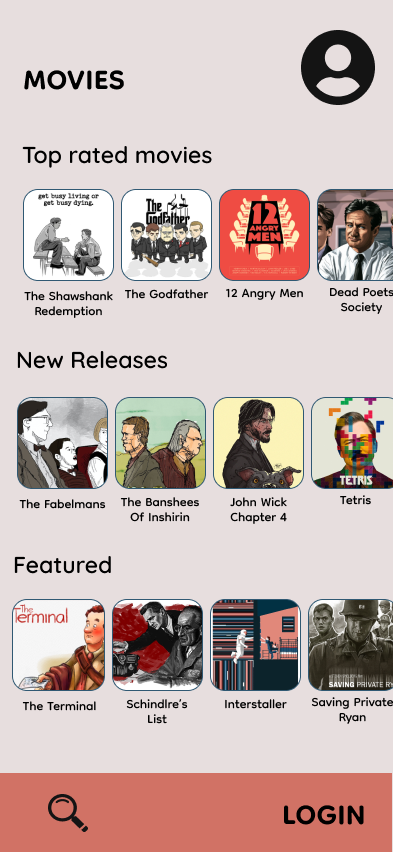 MOVIES
Top rated movies
get busy living or
get busy dying.
The
Godfather
12
ANGRY
MEN
The Shawshank
Redemption
The Godfather
12 Angry Men
Dead Poets
Society
New Releases
TETRIS
The Fabelmans
The Banshees
Of Inshirin
John Wick
Chapter 4
Tetris
Featured
The
Terminal
SAVING PRIVATE RY
The Terminal
Schindlre's
List
Interstaller
Saving Private
Ryan
LOGIN